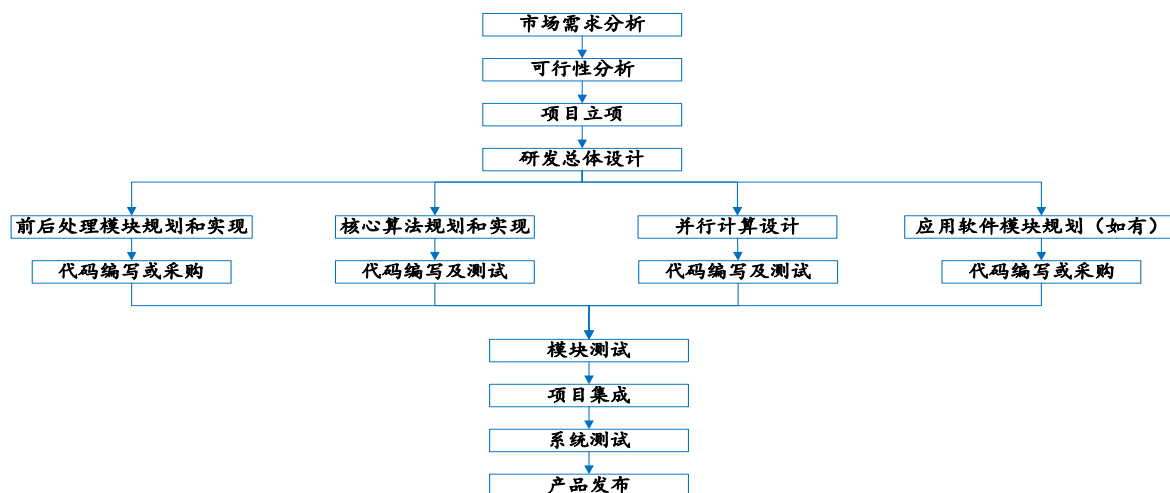 市场需求分析
可行性分析
项目立项
研发总体设计
前后处理模块规划和实现
核心算法规划和实现
并行计算设计
应用软件模块规划（如有）
代码编写或采购
代码编写及测试
代码编写及测试
代码编写或采购
模块测试
项目集成
系统测试
产品发布